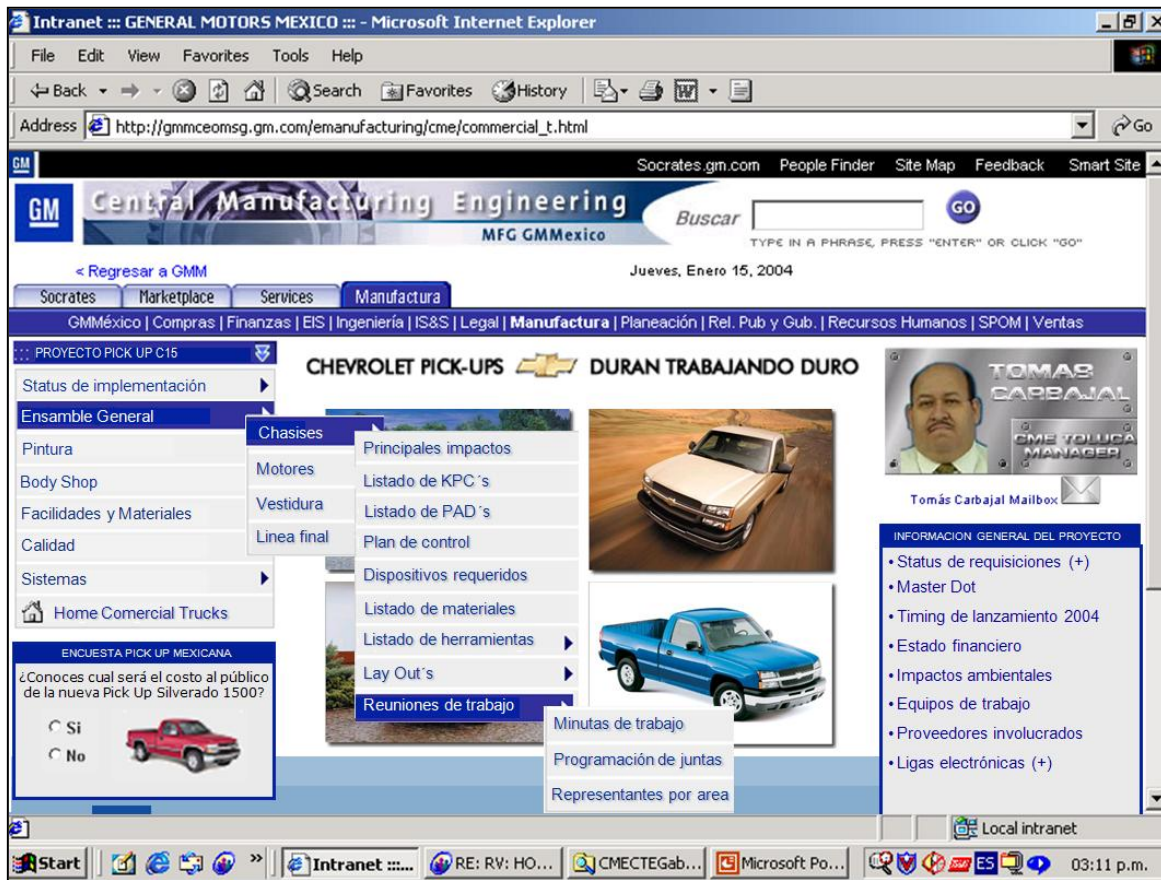 Intranet ::: GENERAL MOTORS MEXICO ::: - Microsoft Internet Explorer
File Edit View Favorites Tools Help
Back Search Favorites History
Address http://gmmceomsg.gm.com/emanufacturing/cme/commercial_t.html Go
GM Socrates.gm.com People Finder Site Map Feedback Smart Site
GM Central Manufacturing Engineering
MFG GMMexico
Buscar GO
TYPE IN A PHRASE, PRESS "ENTER" OR CLICK "GO"
< Regresar a GMM Jueves, Enero 15, 2004
Socrates Marketplace Services Manufactura
GMMéxico | Compras | Finanzas | EIS | Ingeniería | IS&S | Legal | Manufactura | Planeación | Rel. Pub y Gub. | Recursos Humanos | SPOM | Ventas
::: PROYECTO PICK UP C15
Status de implementación
Ensamble General
Pintura
Body Shop
Facilidades y Materiales
Calidad
Sistemas
Home Comercial Trucks
Chasises
Motores
Vestidura
Linea final
Principales impactos
Listado de KPC´s
Listado de PAD´s
Plan de control
Dispositivos requeridos
Listado de materiales
Listado de herramientas
Lay Out´s
Reuniones de trabajo
Minutas de trabajo
Programación de juntas
Representantes por area
ENCUESTA PICK UP MEXICANA
¿Conoces cual será el costo al público
de la nueva Pick Up Silverado 1500?
Si
No
CHEVROLET PICK-UPS DURAN TRABAJANDO DURO
TOMAS
CARBAJAL
CME TOLUCA
MANAGER
Tomás Carbajal Mailbox
INFORMACION GENERAL DEL PROYECTO
• Status de requisiciones (+)
• Master Dot
• Timing de lanzamiento 2004
• Estado financiero
• Impactos ambientales
• Equipos de trabajo
• Proveedores involucrados
• Ligas electrónicas (+)
Local intranet
Start » Intranet :::... RE: RV: HO... CMECTEGab... Microsoft Po... ES 03:11 p.m.